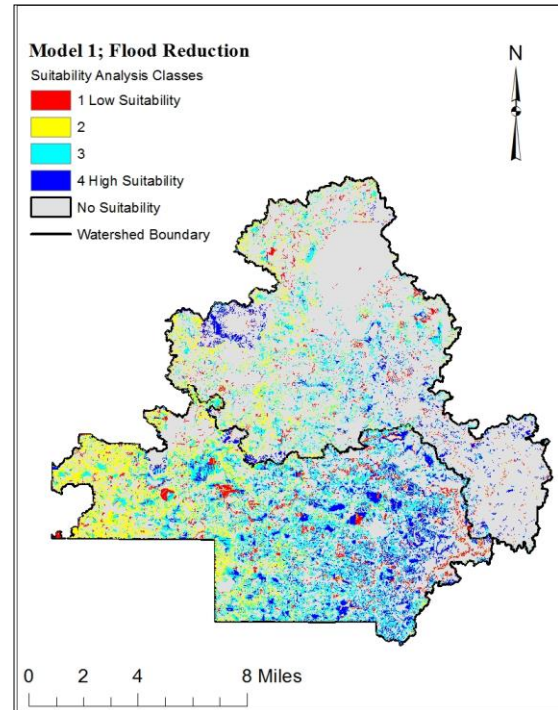 Model 1; Flood Reduction
N
Suitability Analysis Classes
1 Low Suitability
2
3
4 High Suitability
No Suitability
Watershed Boundary
0 2 4 8 Miles